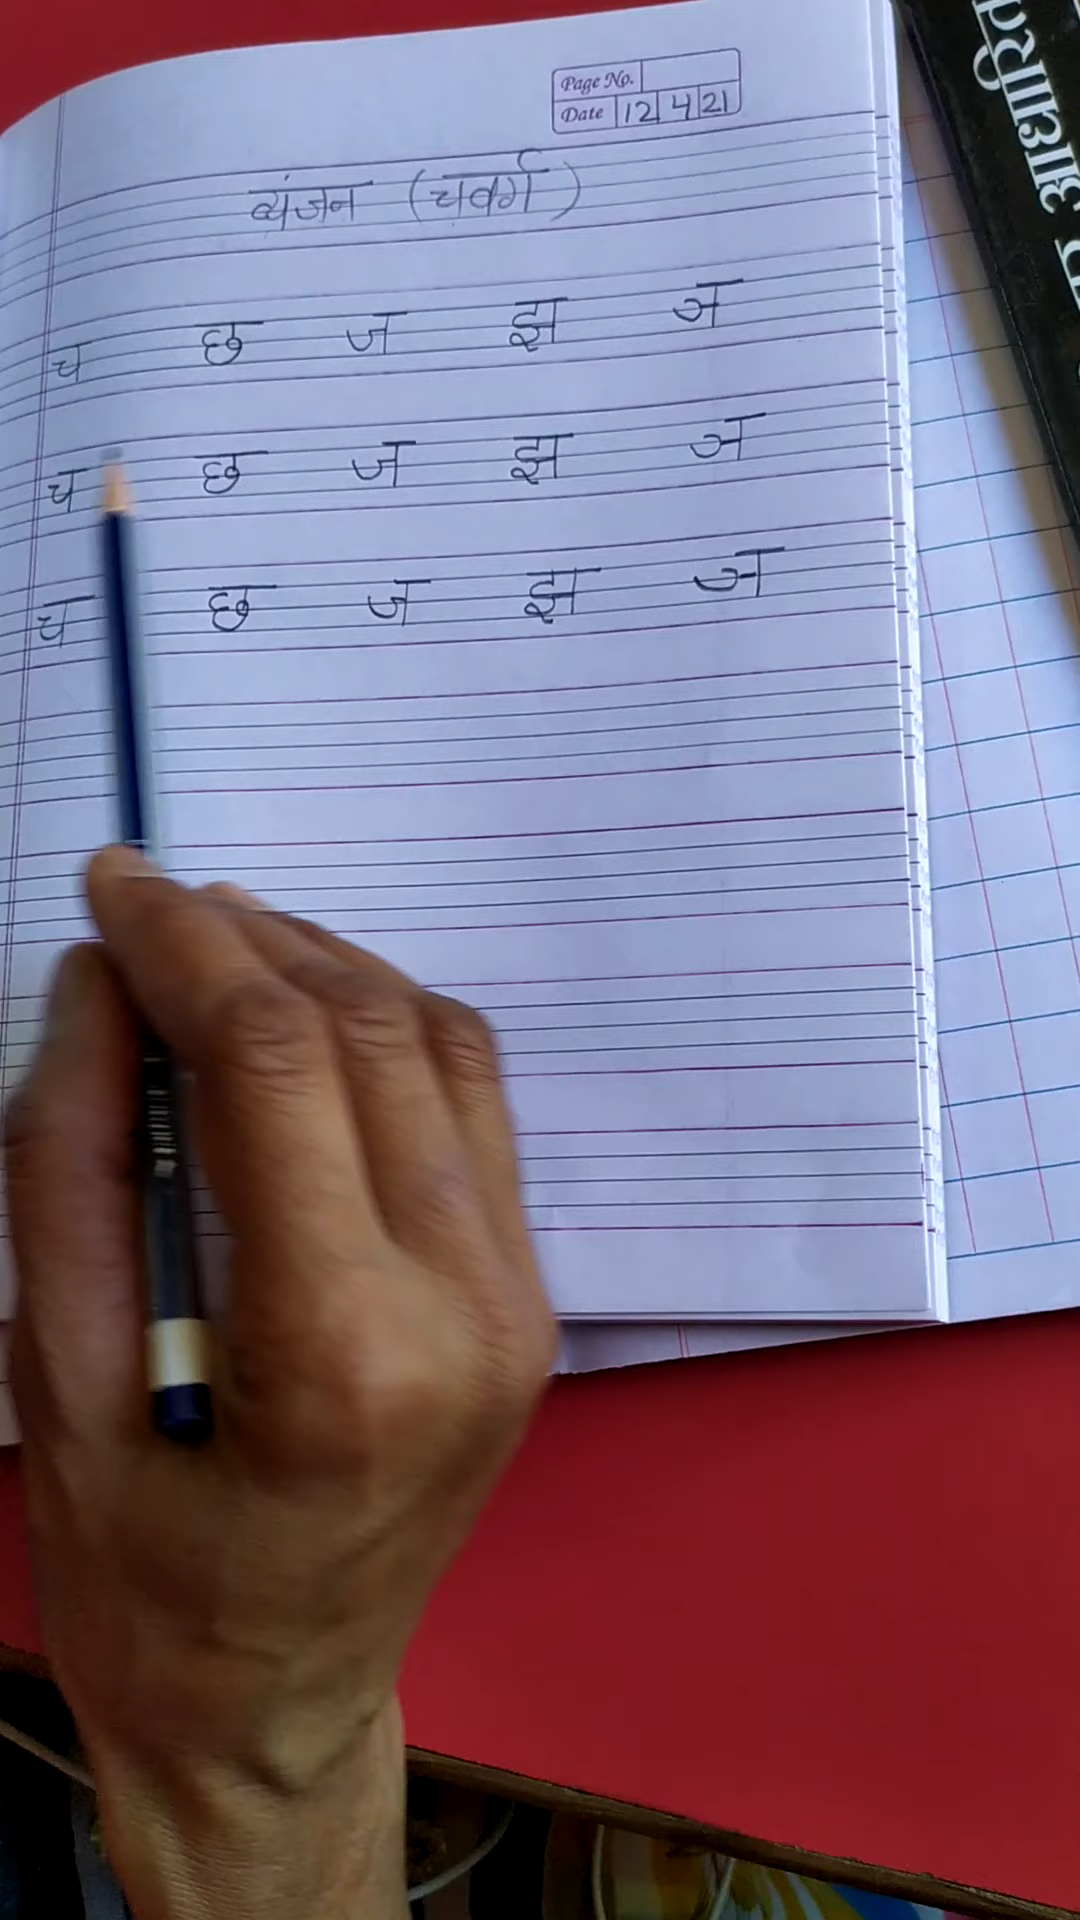 Page No.
Date 12 4 21
व्यंजन (चवर्ग)
च छ ज झ ञ
च छ ज झ ञ
च छ ज झ ञ